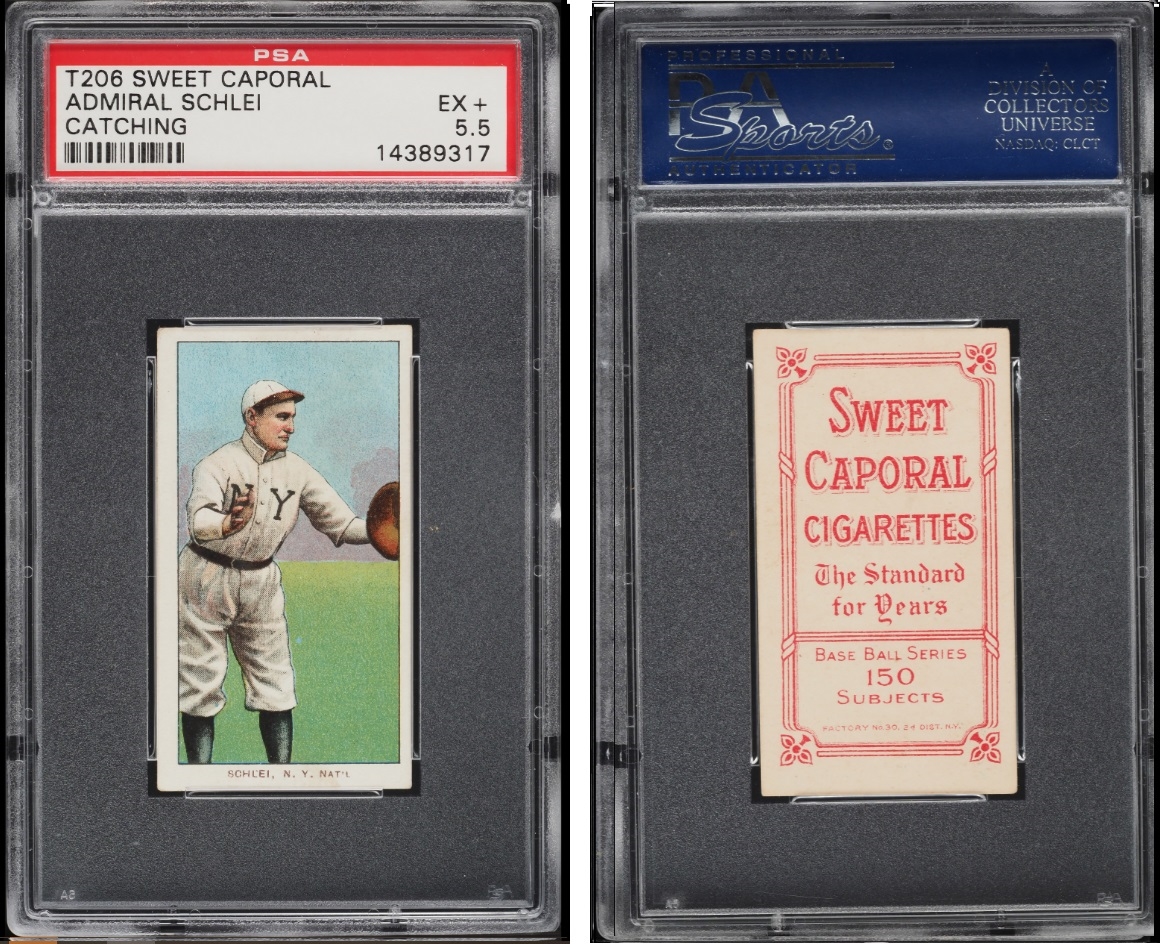 PSA
T206 SWEET CAPORAL
ADMIRAL SCHLEI EX +
CATCHING 5.5
14389317
N Y
SCHLEI, N. Y. NAT'L
PROFESSIONAL
PSA
Sports®
AUTHENTICATOR
A
DIVISION OF
COLLECTORS
UNIVERSE
NASDAQ: CLCT
SWEET
CAPORAL
CIGARETTES
The Standard
for Years
BASE BALL SERIES
150
SUBJECTS
FACTORY No. 30, 2d DIST. N.Y.